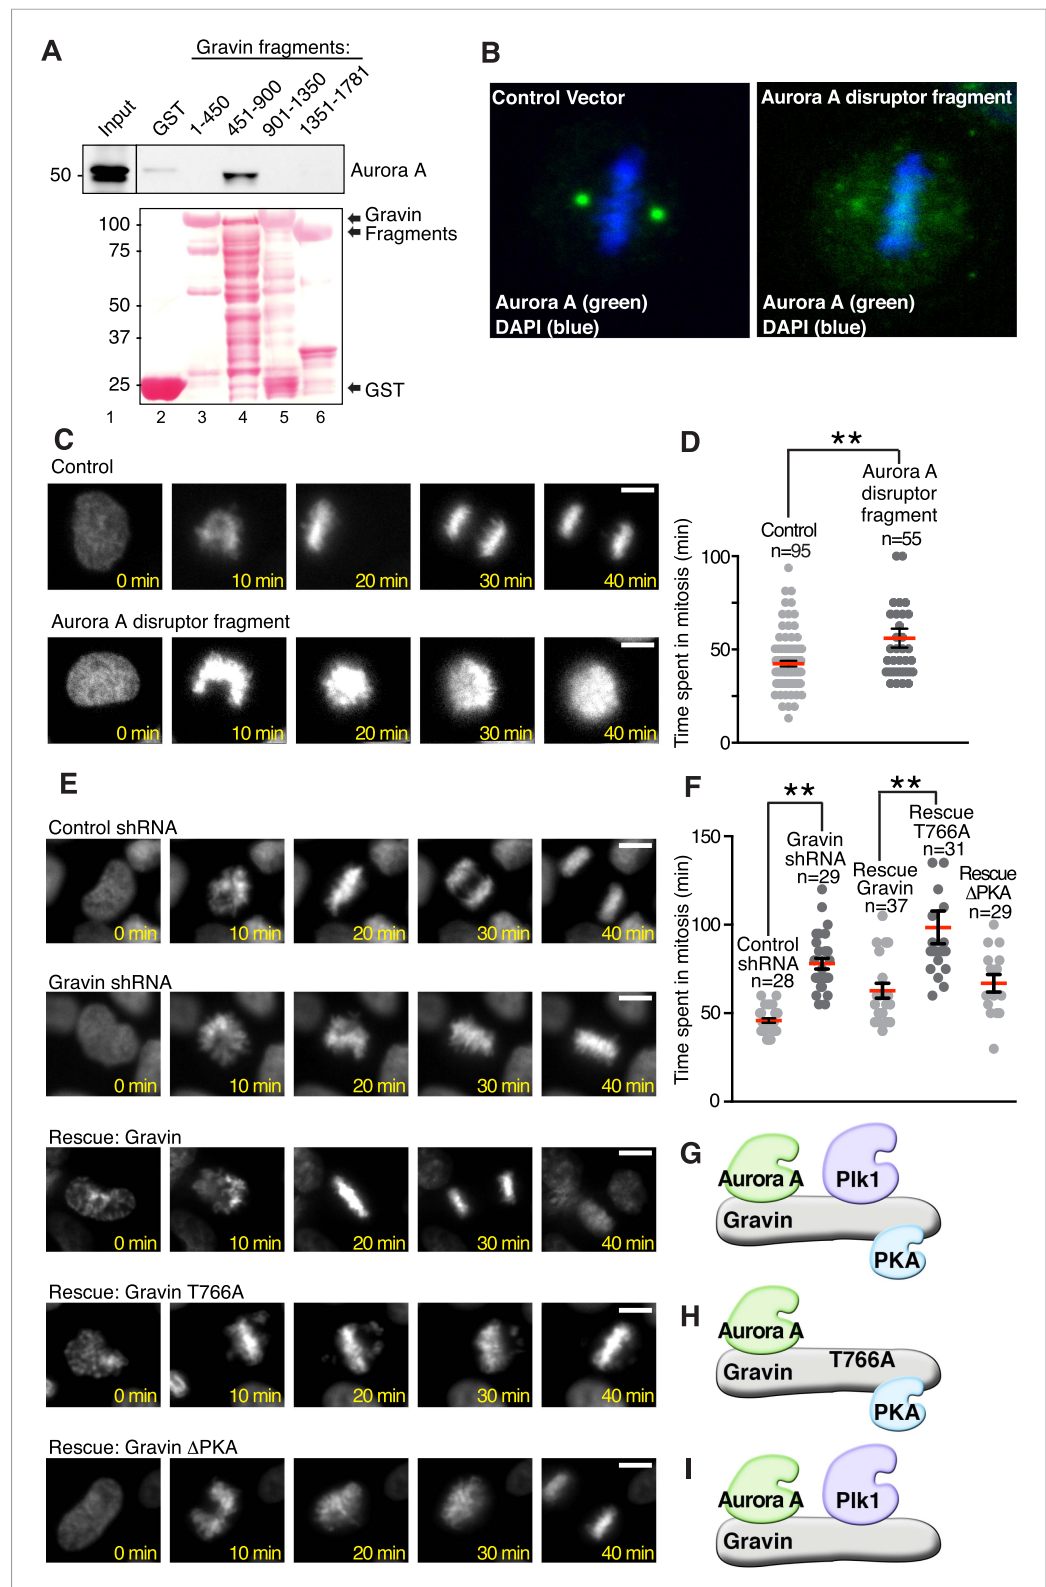 A
Gravin fragments:
Input
GST
1-450
451-900
901-1350
1351-1781
50
Aurora A
100
75
50
37
25
Gravin
Fragments
GST
1 2 3 4 5 6
B
Control Vector
Aurora A (green)
DAPI (blue)
Aurora A disruptor fragment
Aurora A (green)
DAPI (blue)
C
Control
0 min 10 min 20 min 30 min 40 min
Aurora A disruptor fragment
0 min 10 min 20 min 30 min 40 min
D
**
Aurora A
disruptor
fragment
n=55
Control
n=95
Time spent in mitosis (min)
100
50
0
E
Control shRNA
0 min 10 min 20 min 30 min 40 min
Gravin shRNA
0 min 10 min 20 min 30 min 40 min
Rescue: Gravin
0 min 10 min 20 min 30 min 40 min
Rescue: Gravin T766A
0 min 10 min 20 min 30 min 40 min
Rescue: Gravin ΔPKA
0 min 10 min 20 min 30 min 40 min
F
**
**
Time spent in mitosis (min)
150
100
50
0
Control
shRNA
n=28
Gravin
shRNA
n=29
Rescue
Gravin
n=37
Rescue
T766A
n=31
Rescue
ΔPKA
n=29
G
Aurora A
Plk1
Gravin
PKA
H
Aurora A
T766A
Gravin
PKA
I
Aurora A
Plk1
Gravin